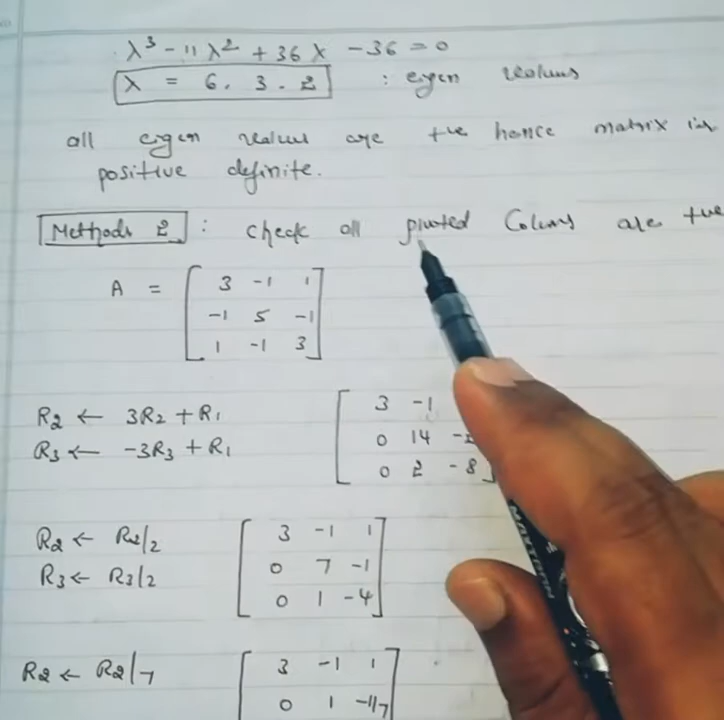 λ³ - 11λ² + 36λ - 36 = 0
λ = 6, 3, 2 : eigen values
all eigen values are +ve hence matrix is
positive definite.
Methods 2 : check all pivoted Colums are +ve
A = [ 3 -1 1
-1 5 -1
1 -1 3 ]
R2 ← 3R2 + R1
R3 ← -3R3 + R1
[ 3 -1
0 14 -2
0 2 -8 ]
R2 ← R2/2
R3 ← R3/2
[ 3 -1 1
0 7 -1
0 1 -4 ]
R2 ← R2/7
[ 3 -1 1
0 1 -1/7